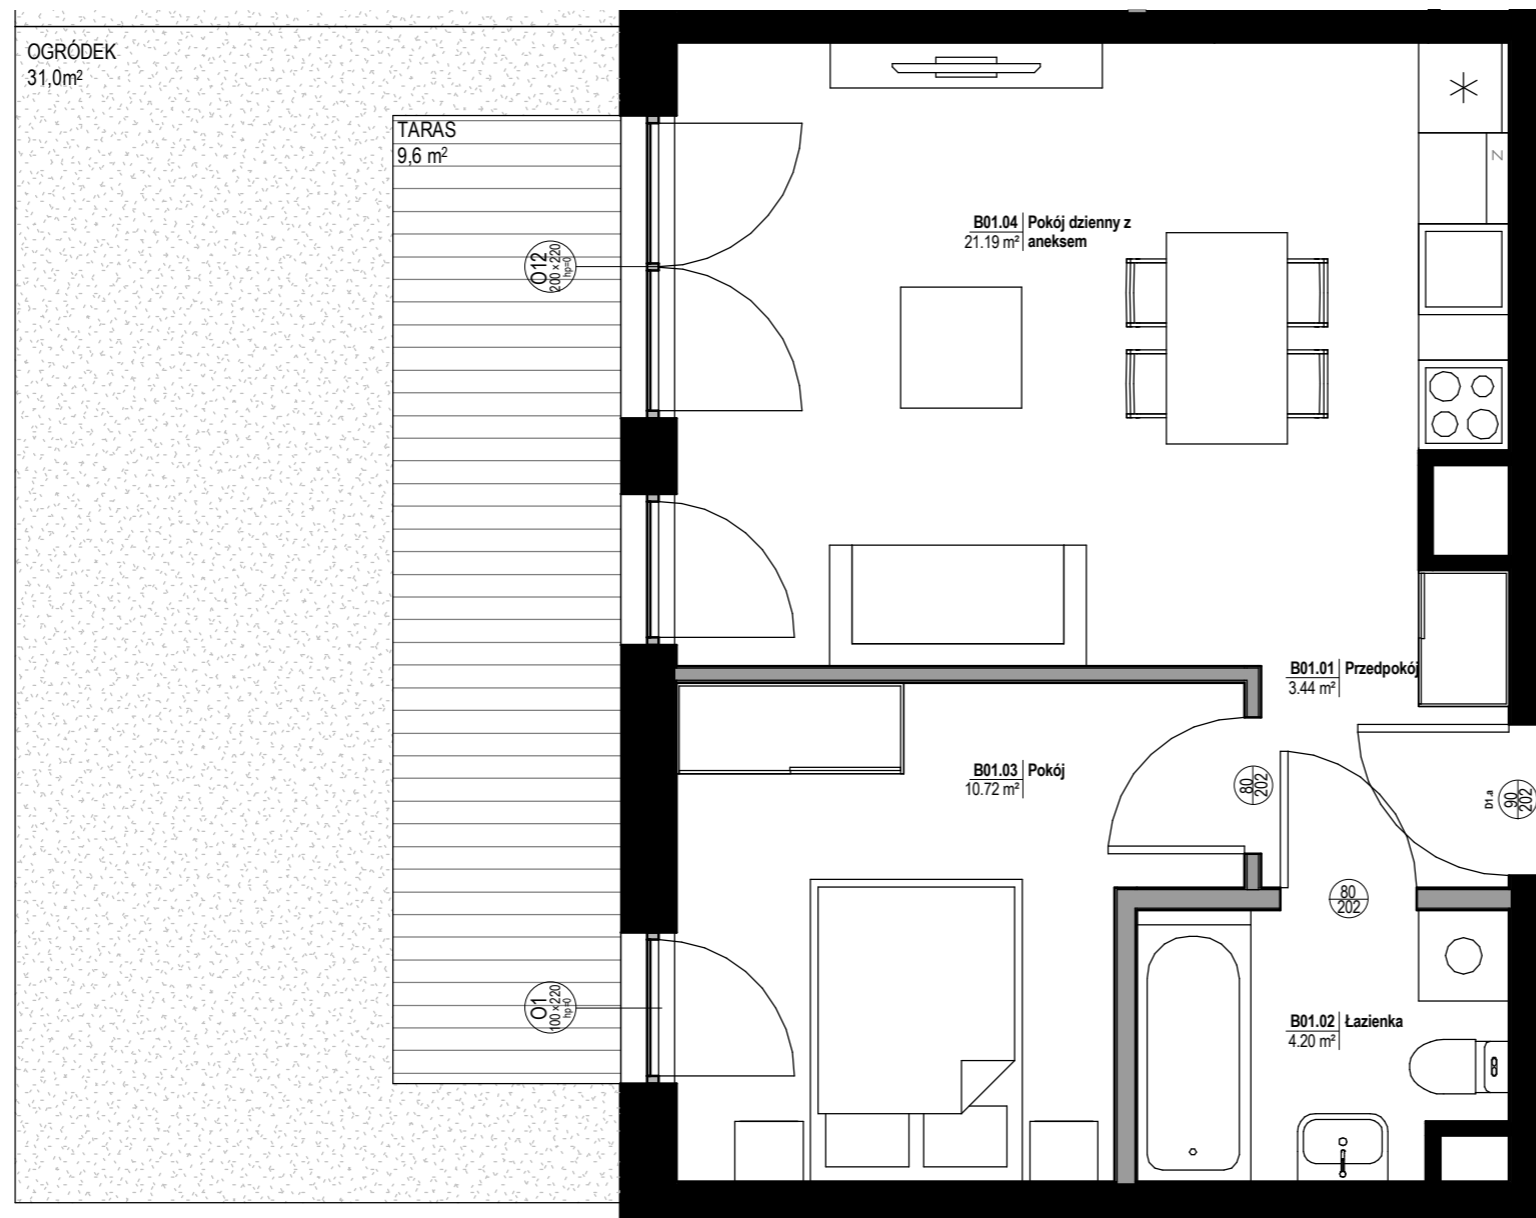 OGRÓDEK
31,0m²
TARAS
9,6 m²
O12
200 x 220
hp=0
B01.04 Pokój dzienny z
21.19 m² aneksem
Z
B01.01 Przedpokój
3.44 m²
B01.03 Pokój
10.72 m²
80
202
D1.a
90
202
80
202
O1
100 x 220
hp=0
B01.02 Łazienka
4.20 m²